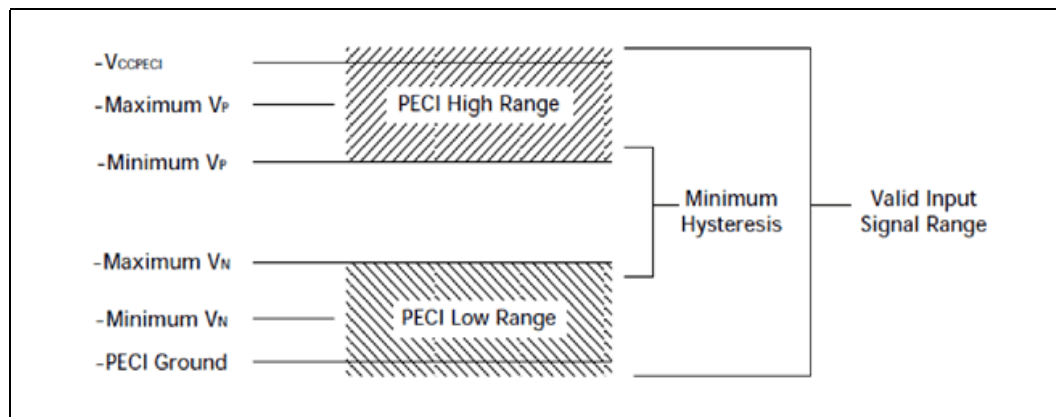 -VCCPECI
-Maximum VP
-Minimum VP
-Maximum VN
-Minimum VN
-PECI Ground
PECI High Range
PECI Low Range
Minimum
Hysteresis
Valid Input
Signal Range